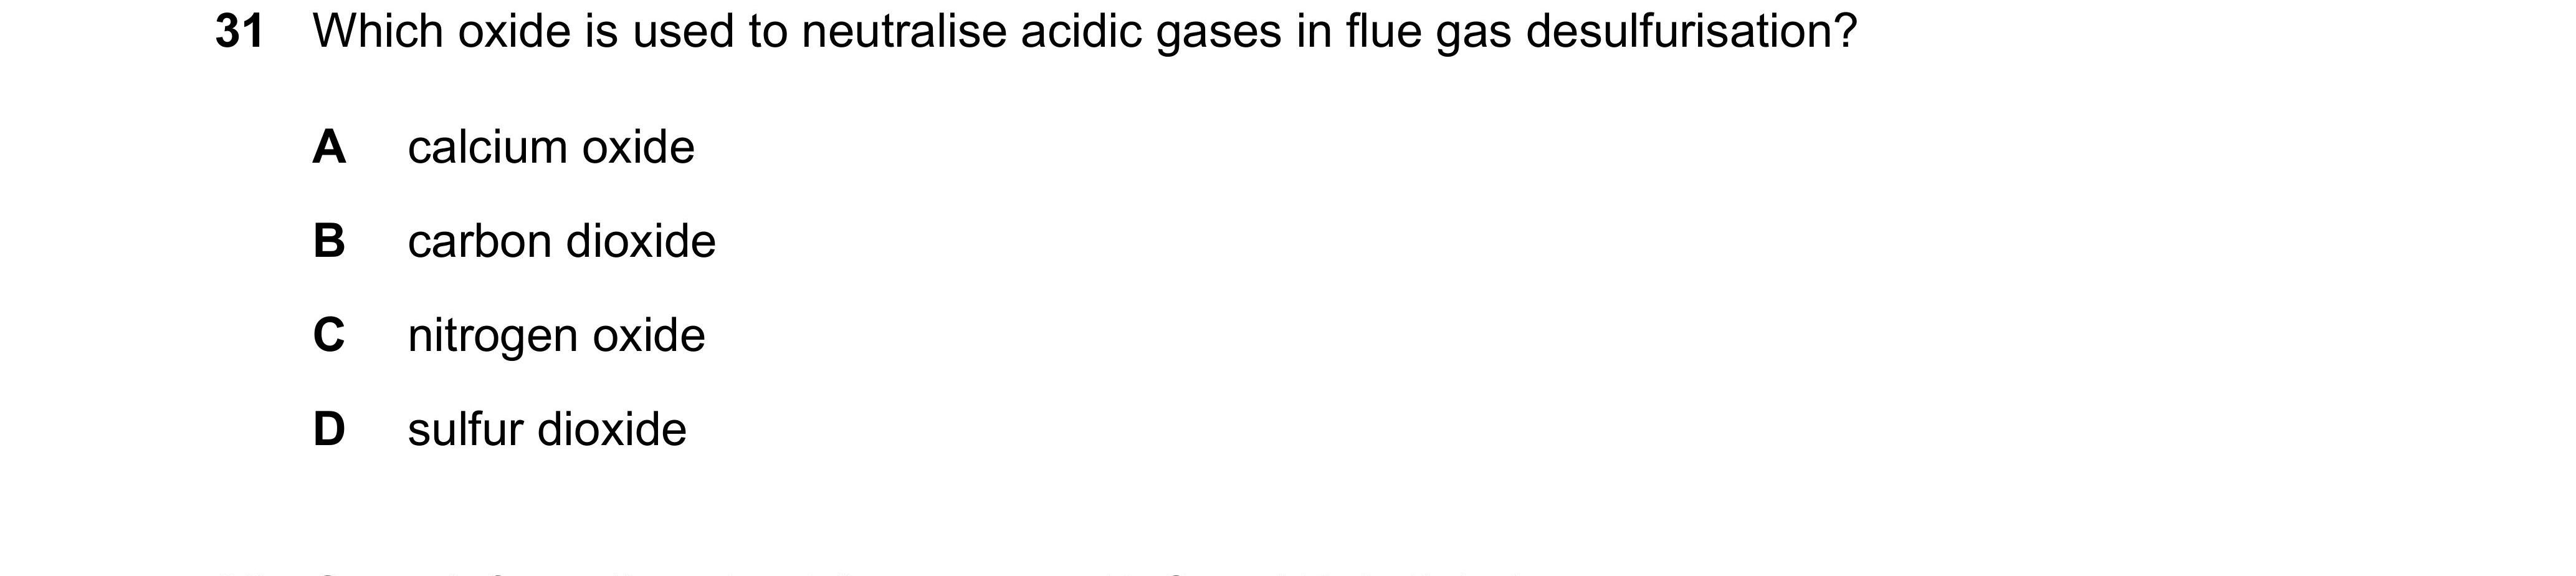 31 Which oxide is used to neutralise acidic gases in flue gas desulfurisation?
A calcium oxide
B carbon dioxide
C nitrogen oxide
D sulfur dioxide